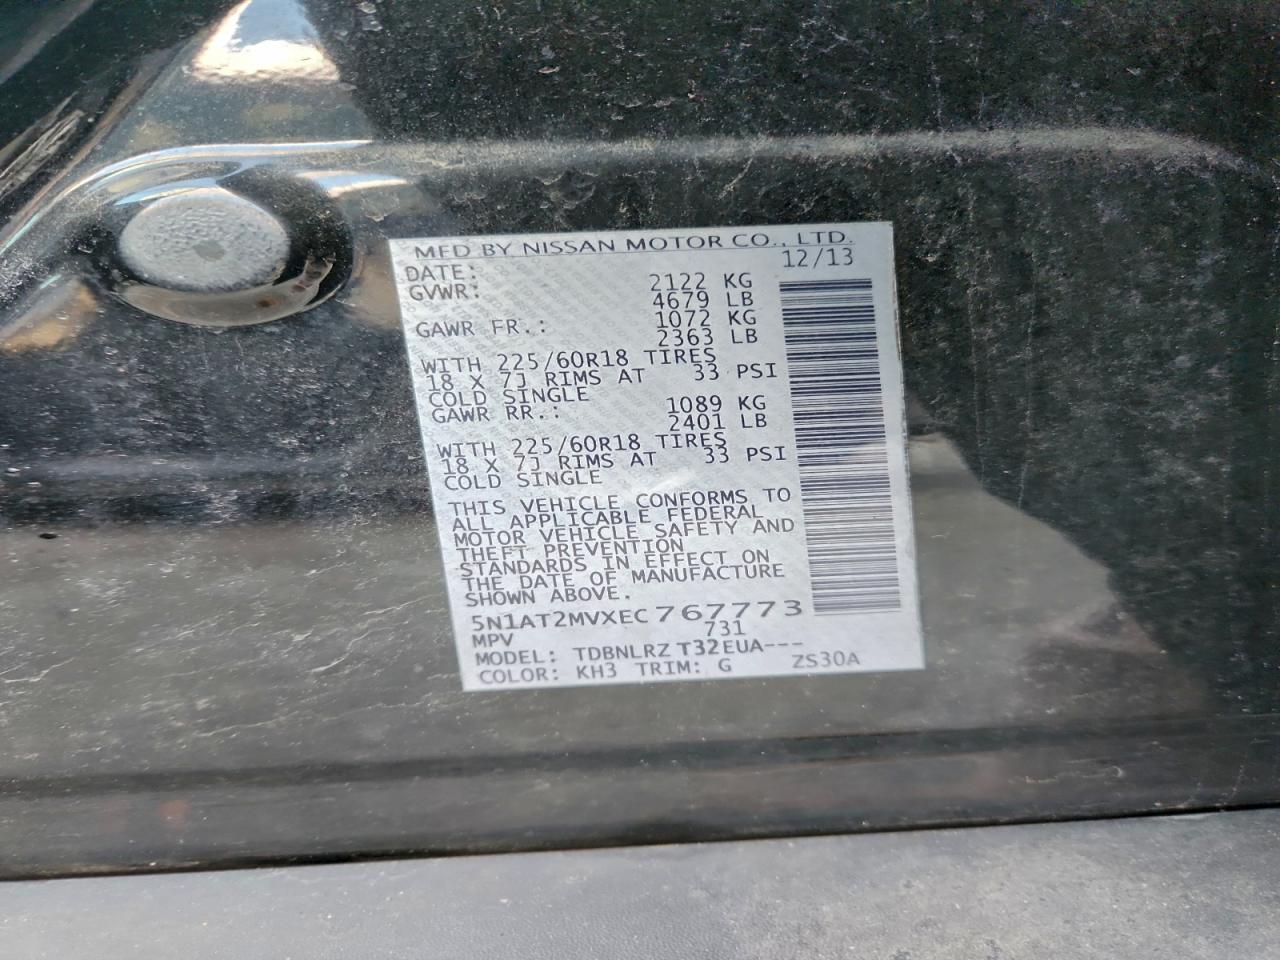 MFD BY NISSAN MOTOR CO., LTD.
DATE: 12/13
GVWR: 2122 KG
4679 LB
GAWR FR.: 1072 KG
2363 LB
WITH 225/60R18 TIRES
18 X 7J RIMS AT 33 PSI
COLD SINGLE
GAWR RR.: 1089 KG
2401 LB
WITH 225/60R18 TIRES
18 X 7J RIMS AT 33 PSI
COLD SINGLE
THIS VEHICLE CONFORMS TO
ALL APPLICABLE FEDERAL
MOTOR VEHICLE SAFETY AND
THEFT PREVENTION
STANDARDS IN EFFECT ON
THE DATE OF MANUFACTURE
SHOWN ABOVE.
5N1AT2MVXEC767773
MPV 731
MODEL: TDBNLRZ T32EUA---
COLOR: KH3 TRIM: G ZS30A